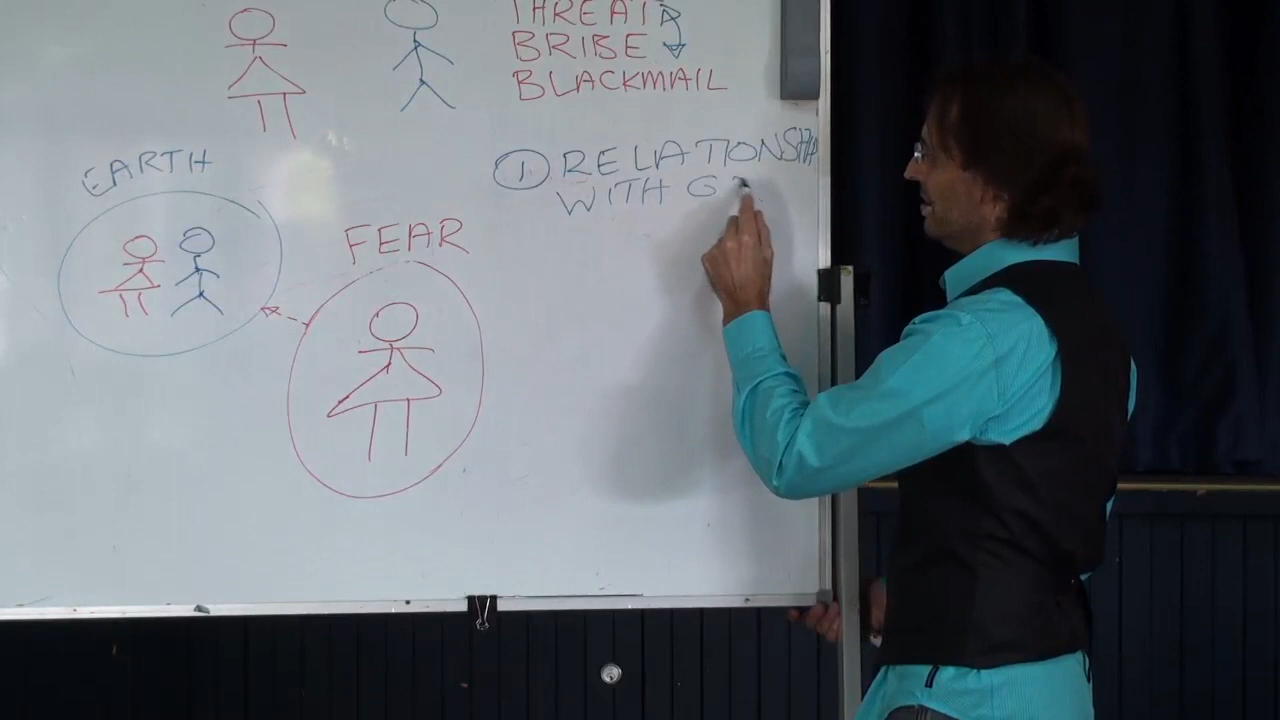 THREAT
BRIBE
BLACKMAIL
EARTH
1. RELATIONSHIP
WITH G
FEAR